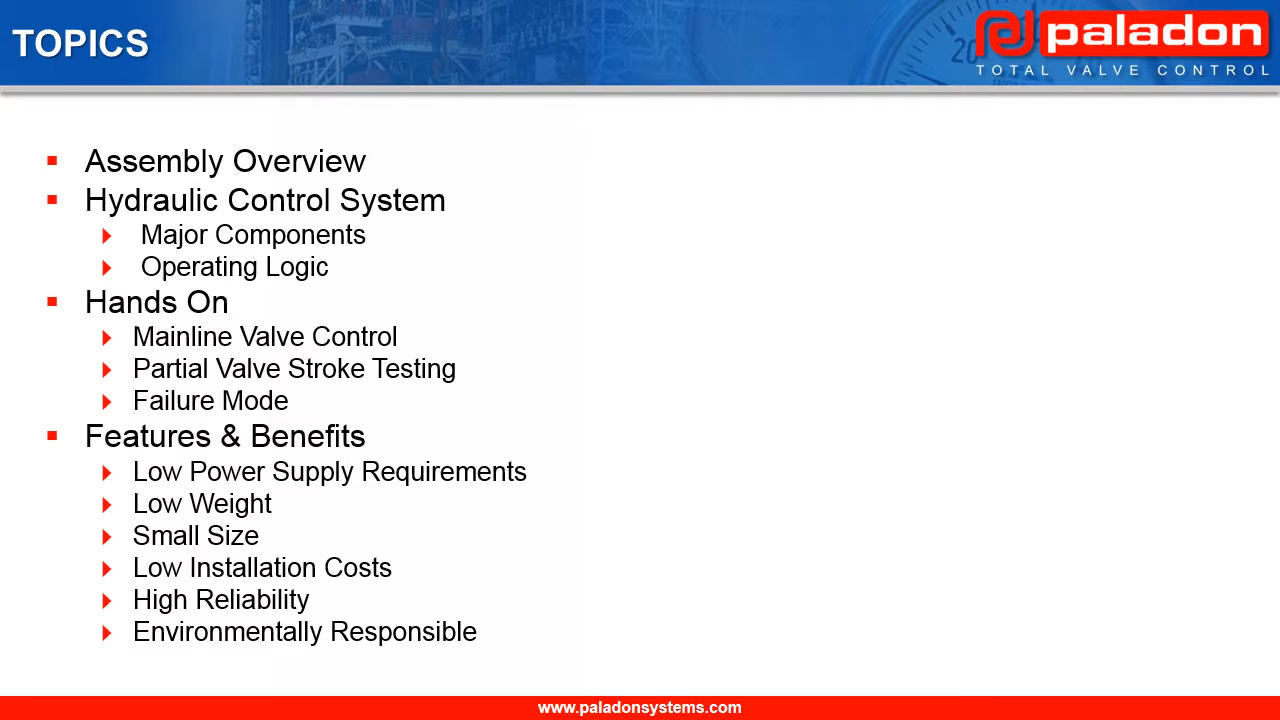 TOPICS
paladon
TOTAL VALVE CONTROL
Assembly Overview
Hydraulic Control System
Major Components
Operating Logic
Hands On
Mainline Valve Control
Partial Valve Stroke Testing
Failure Mode
Features & Benefits
Low Power Supply Requirements
Low Weight
Small Size
Low Installation Costs
High Reliability
Environmentally Responsible
www.paladonsystems.com